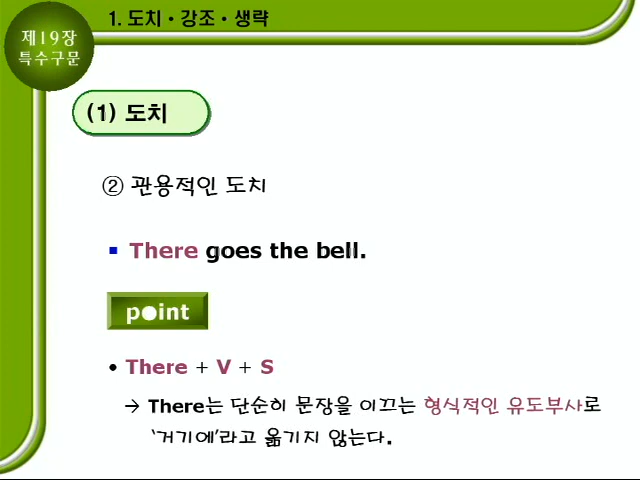 1. 도치 · 강조 · 생략
제19장
특수구문
(1) 도치
② 관용적인 도치
▪ There goes the bell.
point
• There + V + S
→ There는 단순히 문장을 이끄는 형식적인 유도부사로
‘거기에’라고 옮기지 않는다.